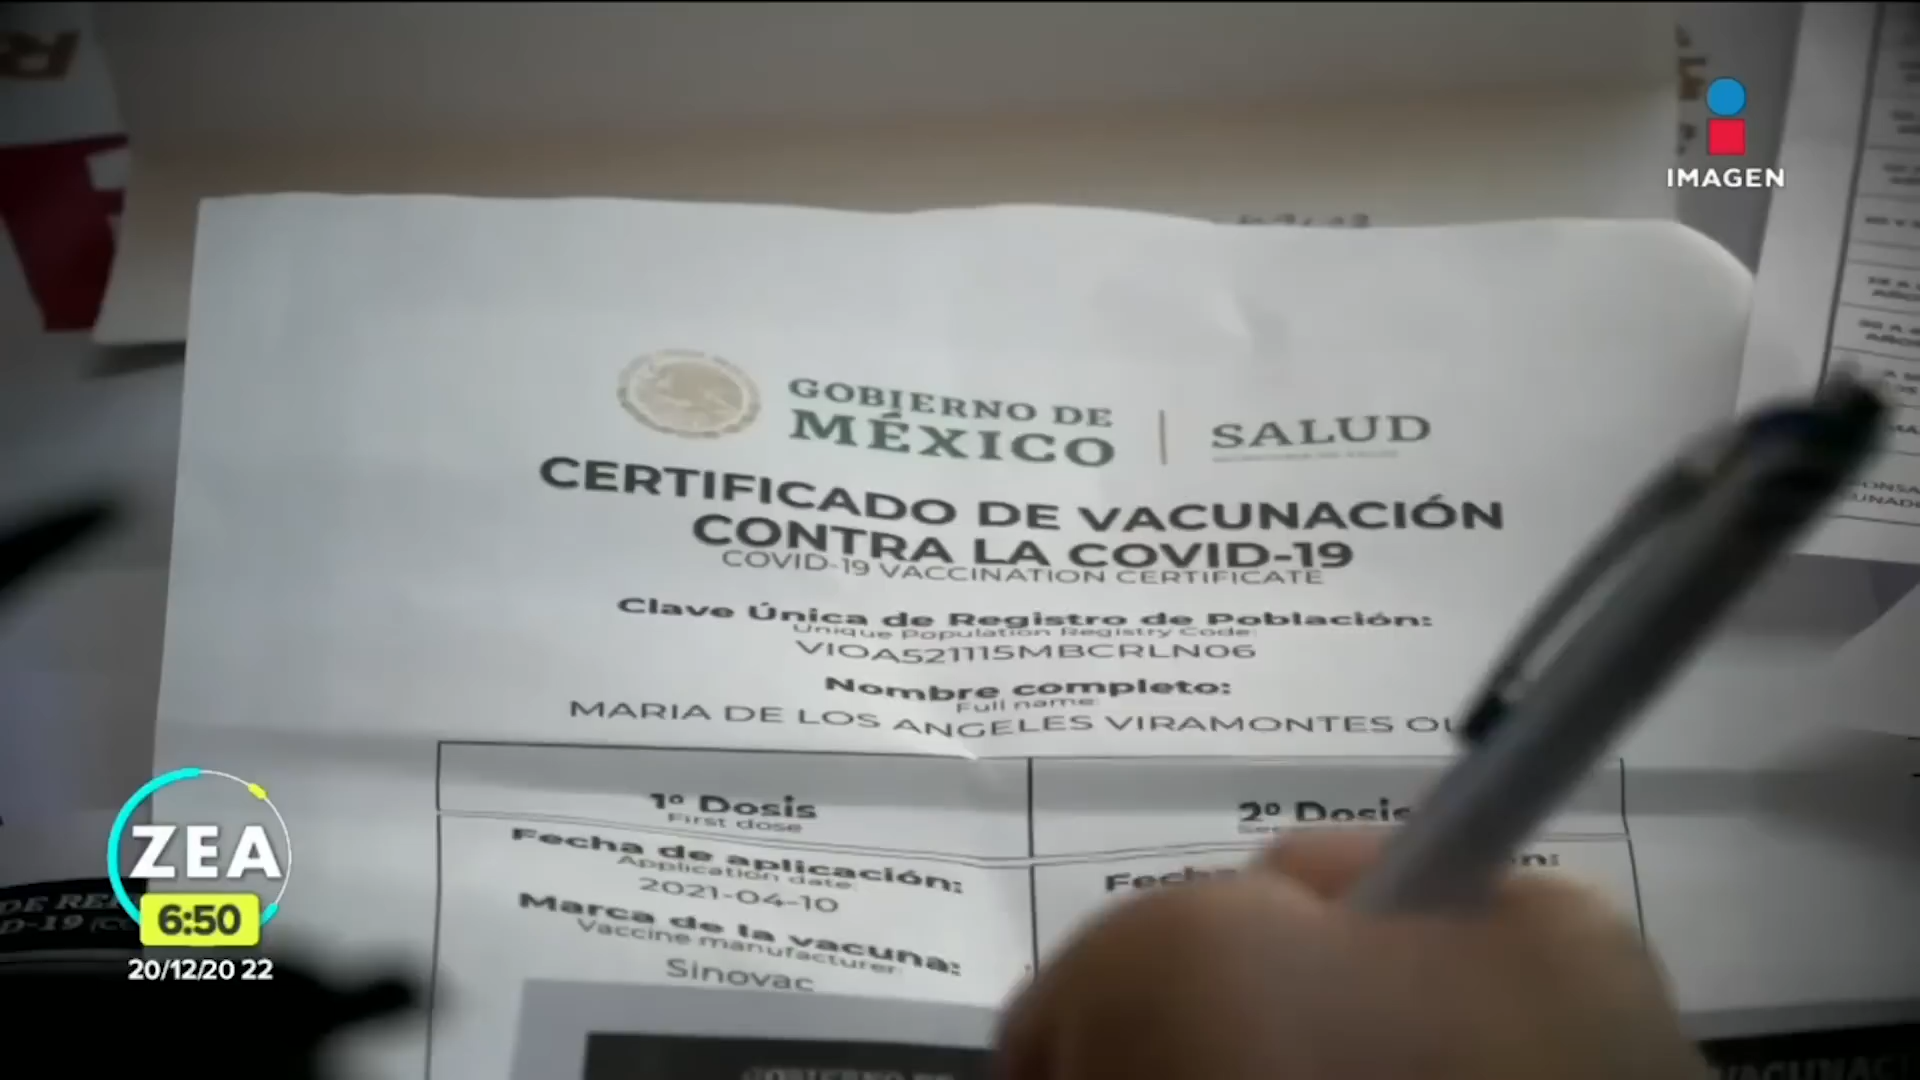 IMAGEN
GOBIERNO DE
MÉXICO
SALUD
CERTIFICADO DE VACUNACIÓN
CONTRA LA COVID-19
COVID-19 VACCINATION CERTIFICATE
Clave Única de Registro de Población:
Unique Population Registry Code:
VIOA521115MBCRLN06
Nombre completo:
Full name:
MARIA DE LOS ANGELES VIRAMONTES
1º Dosis
First dose
2º Dosis
Fecha de aplicación:
Application date:
2021-04-10
Marca de la vacuna:
Vaccine manufacturer:
Sinovac
ZEA
6:50
20/12/20 22